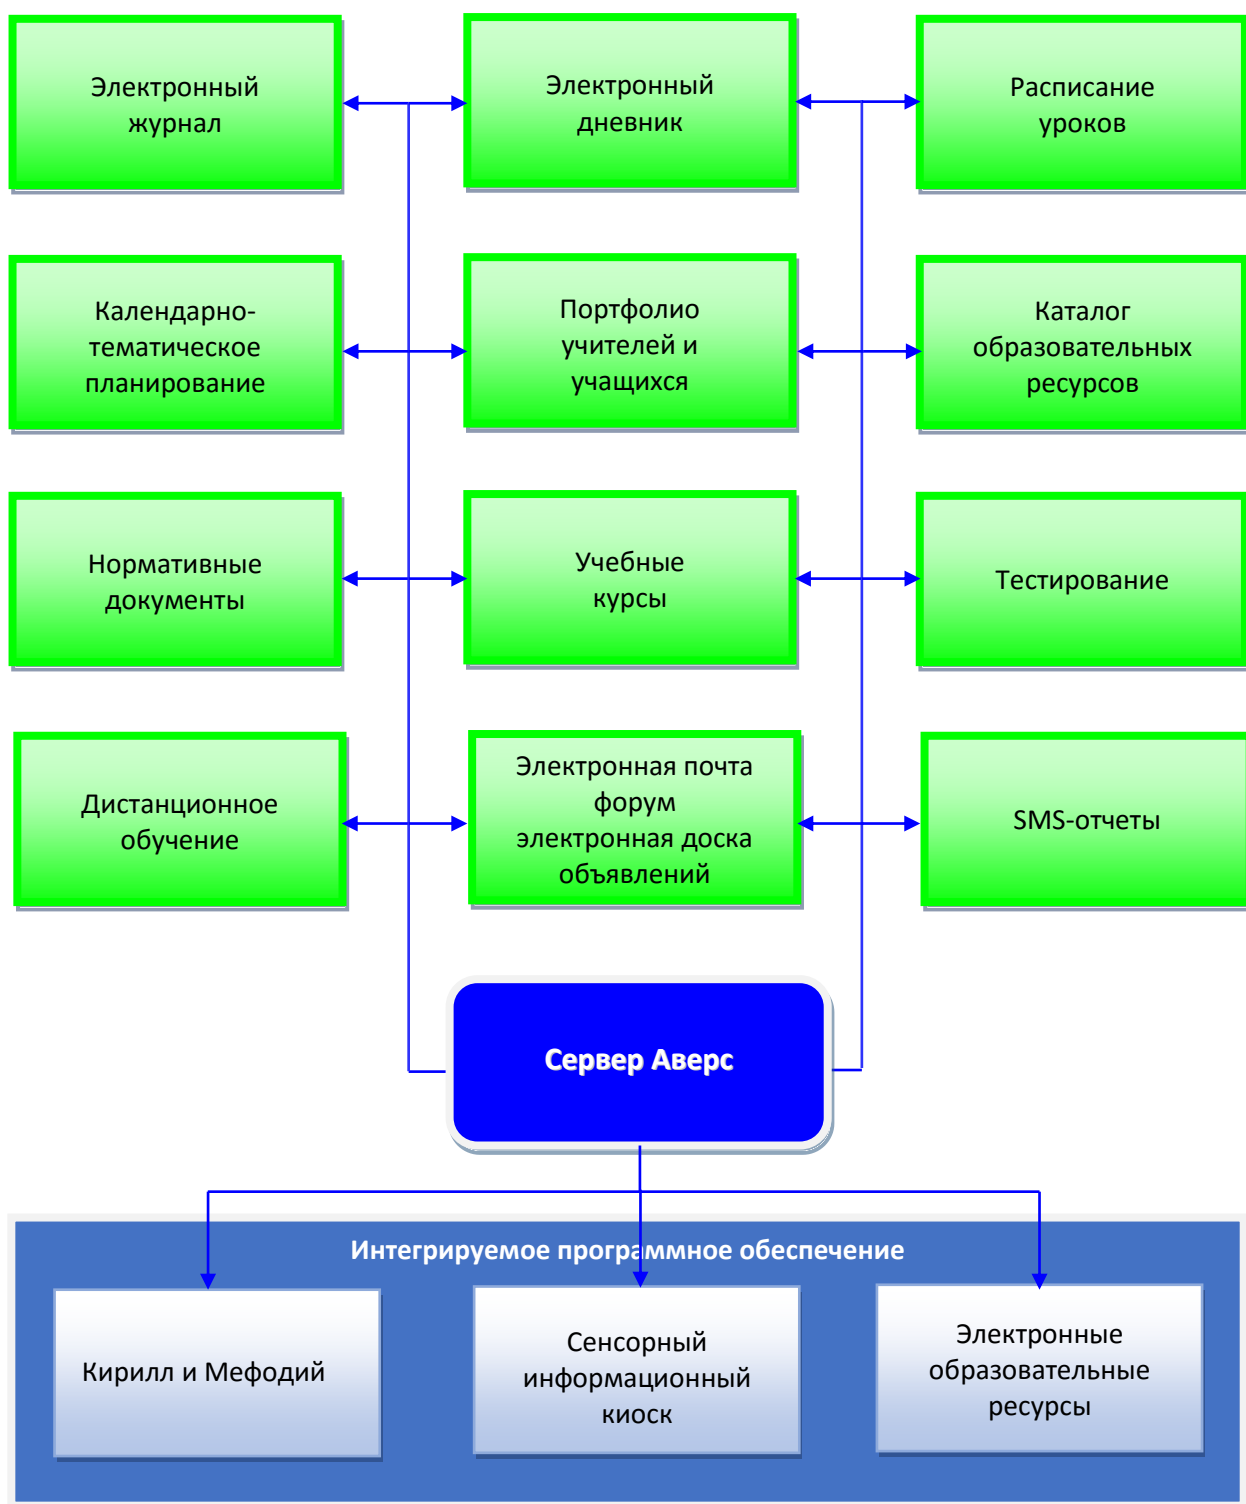 Электронный
журнал
Электронный
дневник
Расписание
уроков
Календарно-
тематическое
планирование
Портфолио
учителей и
учащихся
Каталог
образовательных
ресурсов
Нормативные
документы
Учебные
курсы
Тестирование
Дистанционное
обучение
Электронная почта
форум
электронная доска
объявлений
SMS-отчеты
Сервер Аверс
Интегрируемое программное обеспечение
Кирилл и Мефодий
Сенсорный
информационный
киоск
Электронные
образовательные
ресурсы